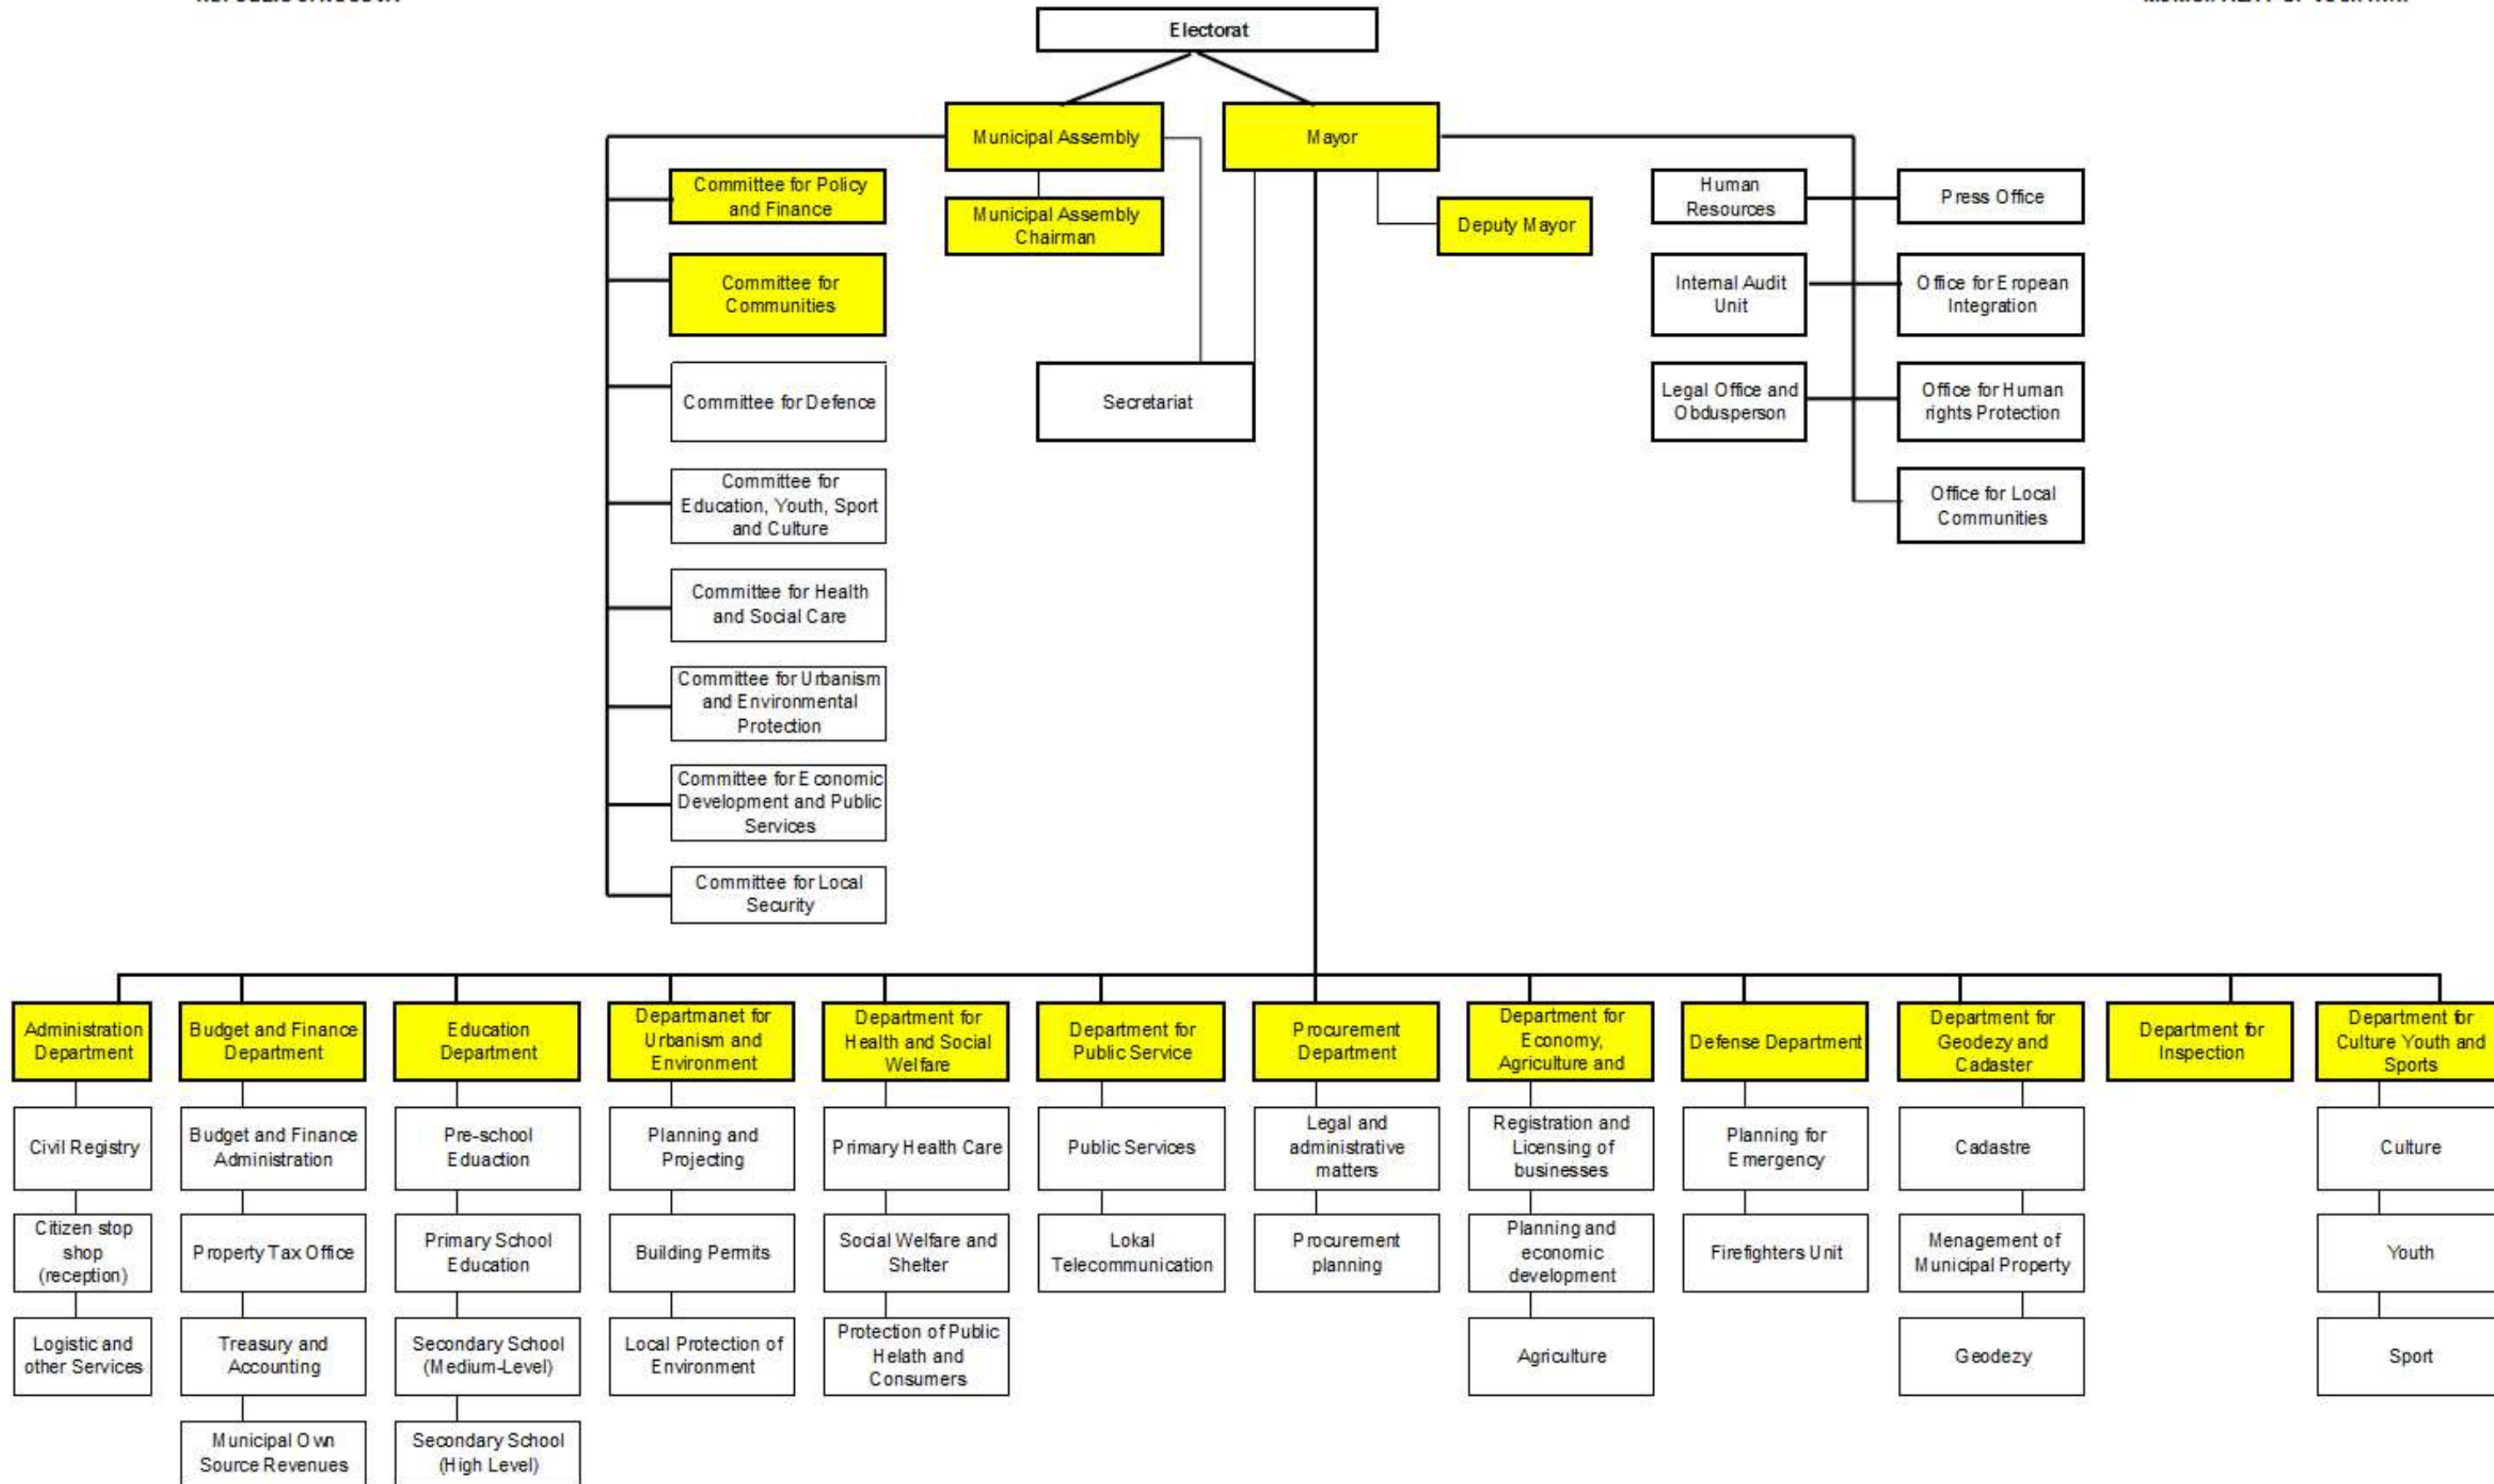 Electorat
Municipal Assembly
Mayor
Committee for Policy
and Finance
Municipal Assembly
Chairman
Deputy Mayor
Human
Resources
Press Office
Committee for
Communities
Internal Audit
Unit
Office for Eropean
Integration
Committee for Defence
Secretariat
Legal Office and
Obdusperson
Office for Human
rights Protection
Committee for
Education, Youth, Sport
and Culture
Office for Local
Communities
Committee for Health
and Social Care
Committee for Urbanism
and Environmental
Protection
Committee for Economic
Development and Public
Services
Committee for Local
Security
Administration
Department
Budget and Finance
Department
Education
Department
Departmanet for
Urbanism and
Environment
Department for
Health and Social
Welfare
Department for
Public Service
Procurement
Department
Department for
Economy,
Agriculture and
Defense Department
Department for
Geodezy and
Cadaster
Department for
Inspection
Department for
Culture Youth and
Sports
Civil Registry
Budget and Finance
Administration
Pre-school
Eduaction
Planning and
Projecting
Primary Health Care
Public Services
Legal and
administrative
matters
Registration and
Licensing of
businesses
Planning for
Emergency
Cadastre
Culture
Citizen stop
shop
(reception)
Property Tax Office
Primary School
Education
Building Permits
Social Welfare and
Shelter
Lokal
Telecommunication
Procurement
planning
Planning and
economic
development
Firefighters Unit
Menagement of
Municipal Property
Youth
Logistic and
other Services
Treasury and
Accounting
Secondary School
(Medium-Level)
Local Protection of
Environment
Protection of Public
Helath and
Consumers
Agriculture
Geodezy
Sport
Municipal Own
Source Revenues
Secondary School
(High Level)